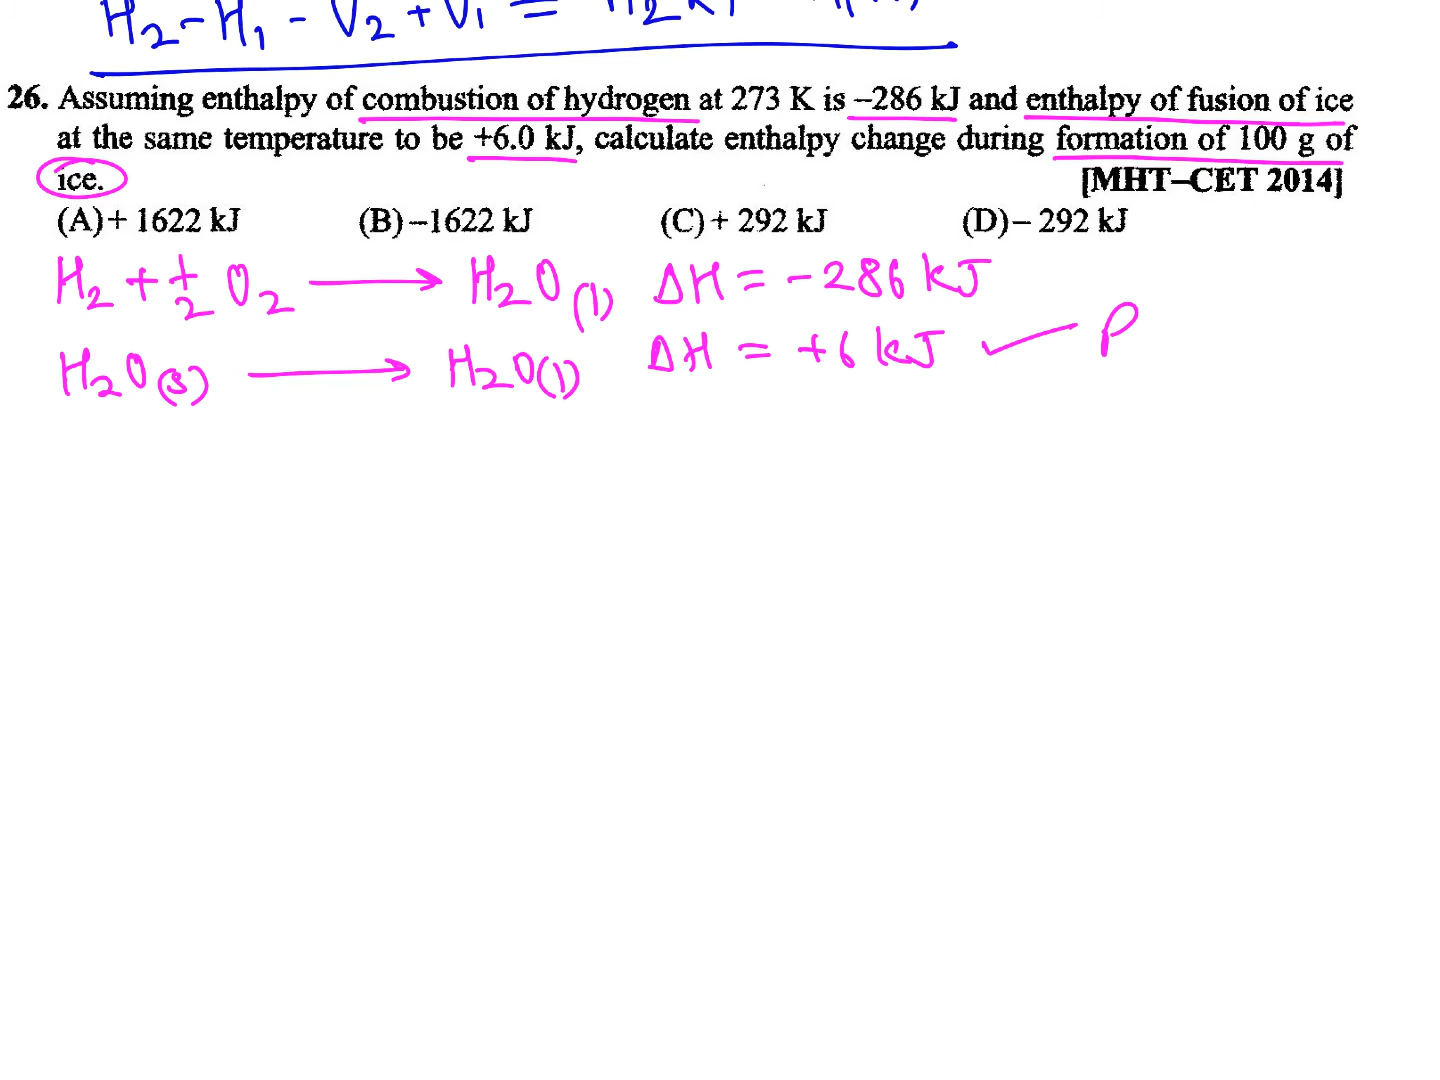 H₂ - H₁ - V₂ + V₁ =
26. Assuming enthalpy of combustion of hydrogen at 273 K is –286 kJ and enthalpy of fusion of ice
at the same temperature to be +6.0 kJ, calculate enthalpy change during formation of 100 g of
ice. [MHT–CET 2014]
(A)+ 1622 kJ (B)–1622 kJ (C)+ 292 kJ (D)– 292 kJ
H₂ + 1/2 O₂ ⟶ H₂O(l) ΔH = -286 kJ
H₂O(s) ⟶ H₂O(l) ΔH = +6 kJ ✓ P